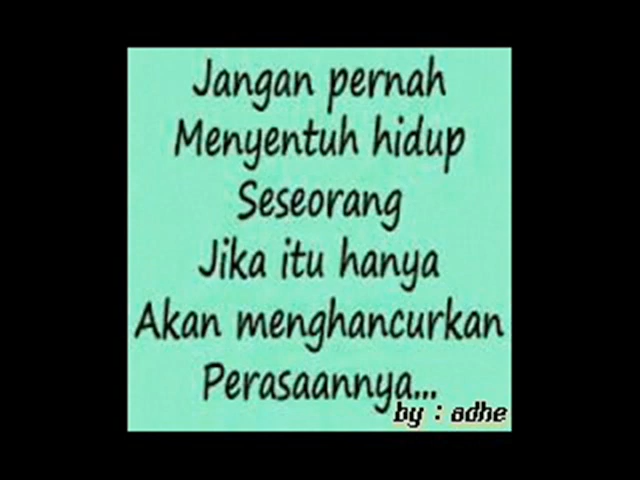 Jangan pernah
Menyentuh hidup
Seseorang
Jika itu hanya
Akan menghancurkan
Perasaannya...
by : adhe